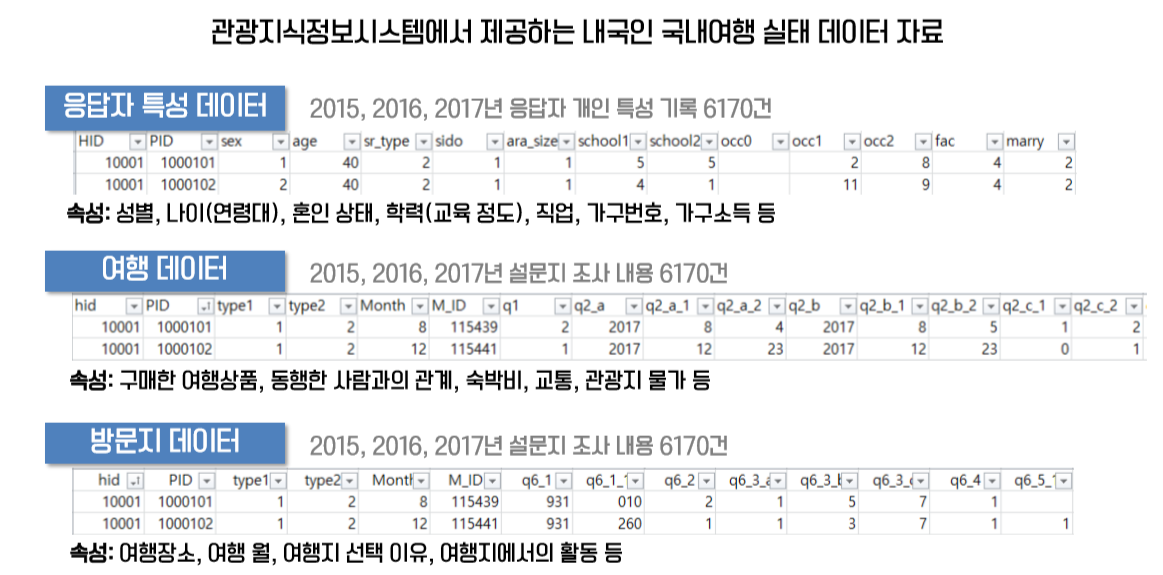 관광지식정보시스템에서 제공하는 내국인 국내여행 실태 데이터 자료
응답자 특성 데이터 2015, 2016, 2017년 응답자 개인 특성 기록 6170건
HID PID sex age sr_type sido ara_size school1 school2 occ0 occ1 occ2 fac marry
10001 1000101 1 40 2 1 1 5 5 2 8 4 2
10001 1000102 2 40 2 1 1 4 1 11 9 4 2
속성: 성별, 나이(연령대), 혼인 상태, 학력(교육 정도), 직업, 가구번호, 가구소득 등
여행 데이터 2015, 2016, 2017년 설문지 조사 내용 6170건
hid PID type1 type2 Month M_ID q1 q2_a q2_a_1 q2_a_2 q2_b q2_b_1 q2_b_2 q2_c_1 q2_c_2
10001 1000101 1 2 8 115439 2 2017 8 4 2017 8 5 1 2
10001 1000102 1 2 12 115441 1 2017 12 23 2017 12 23 0 1
속성: 구매한 여행상품, 동행한 사람과의 관계, 숙박비, 교통, 관광지 물가 등
방문지 데이터 2015, 2016, 2017년 설문지 조사 내용 6170건
hid PID type1 type2 Month M_ID q6_1 q6_1_ q6_2 q6_3_ q6_3_ q6_3_ q6_4 q6_5_
10001 1000101 1 2 8 115439 931 010 2 1 5 7 1
10001 1000102 1 2 12 115441 931 260 1 1 3 7 1 1
속성: 여행장소, 여행 월, 여행지 선택 이유, 여행지에서의 활동 등